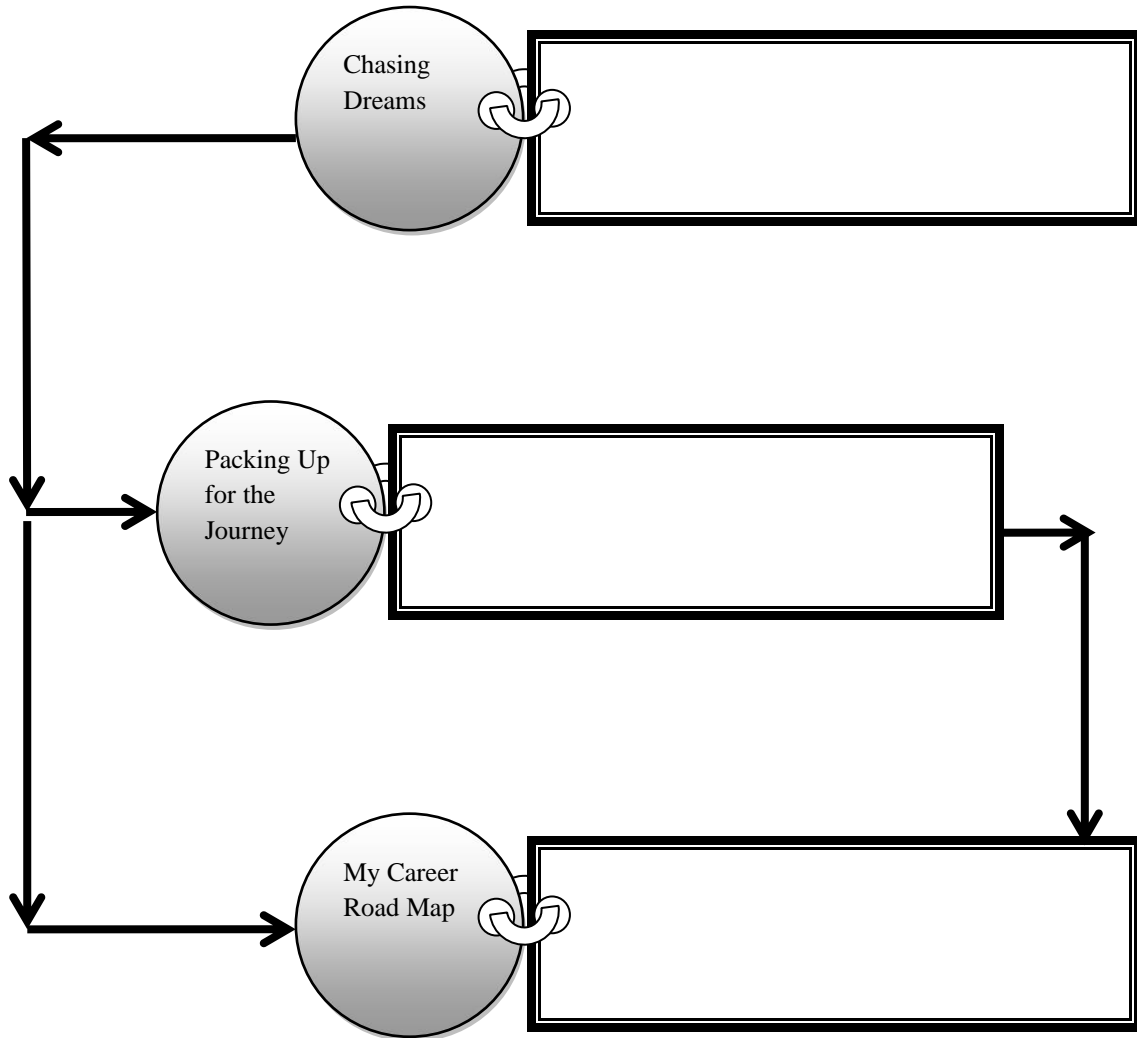 Chasing
Dreams
Packing Up
for the
Journey
My Career
Road Map